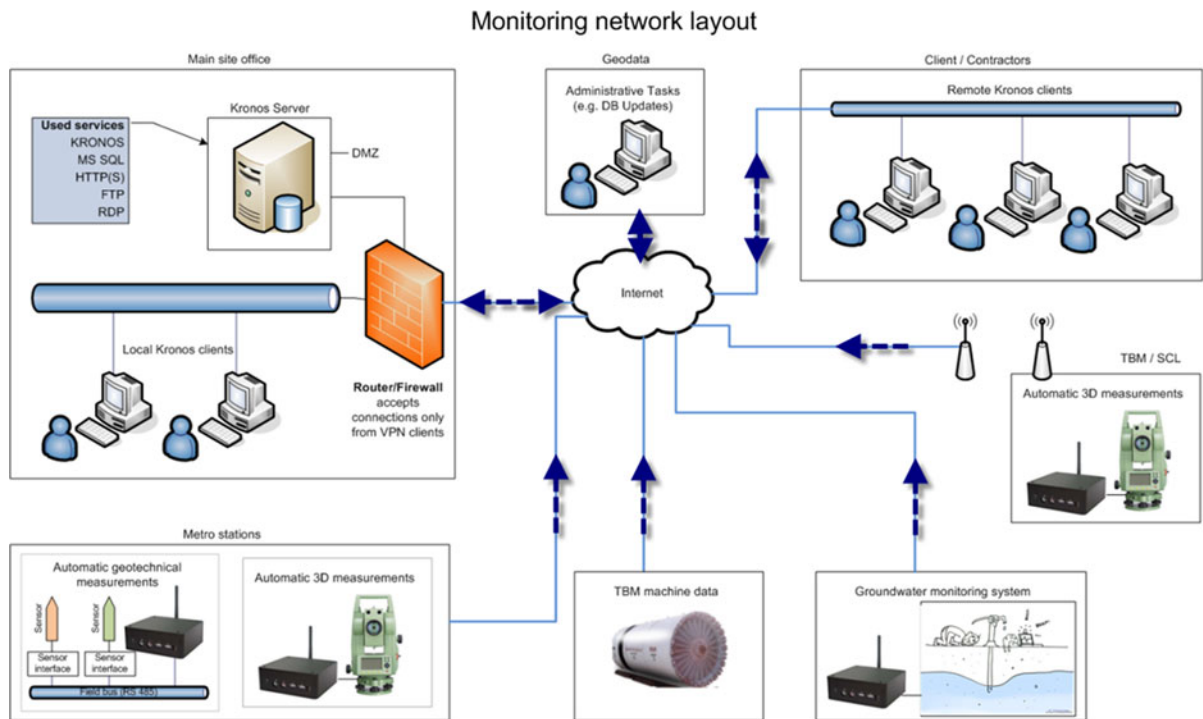 Monitoring network layout
Main site office
Kronos Server
Used services
KRONOS
MS SQL
HTTP(S)
FTP
RDP
DMZ
Local Kronos clients
Router/Firewall
accepts
connections only
from VPN clients
Geodata
Administrative Tasks
(e.g. DB Updates)
Internet
Client / Contractors
Remote Kronos clients
TBM / SCL
Automatic 3D measurements
Metro stations
Automatic geotechnical
measurements
Sensor
Sensor
Sensor
interface
Sensor
interface
Field bus (RS 485)
Automatic 3D measurements
TBM machine data
Groundwater monitoring system